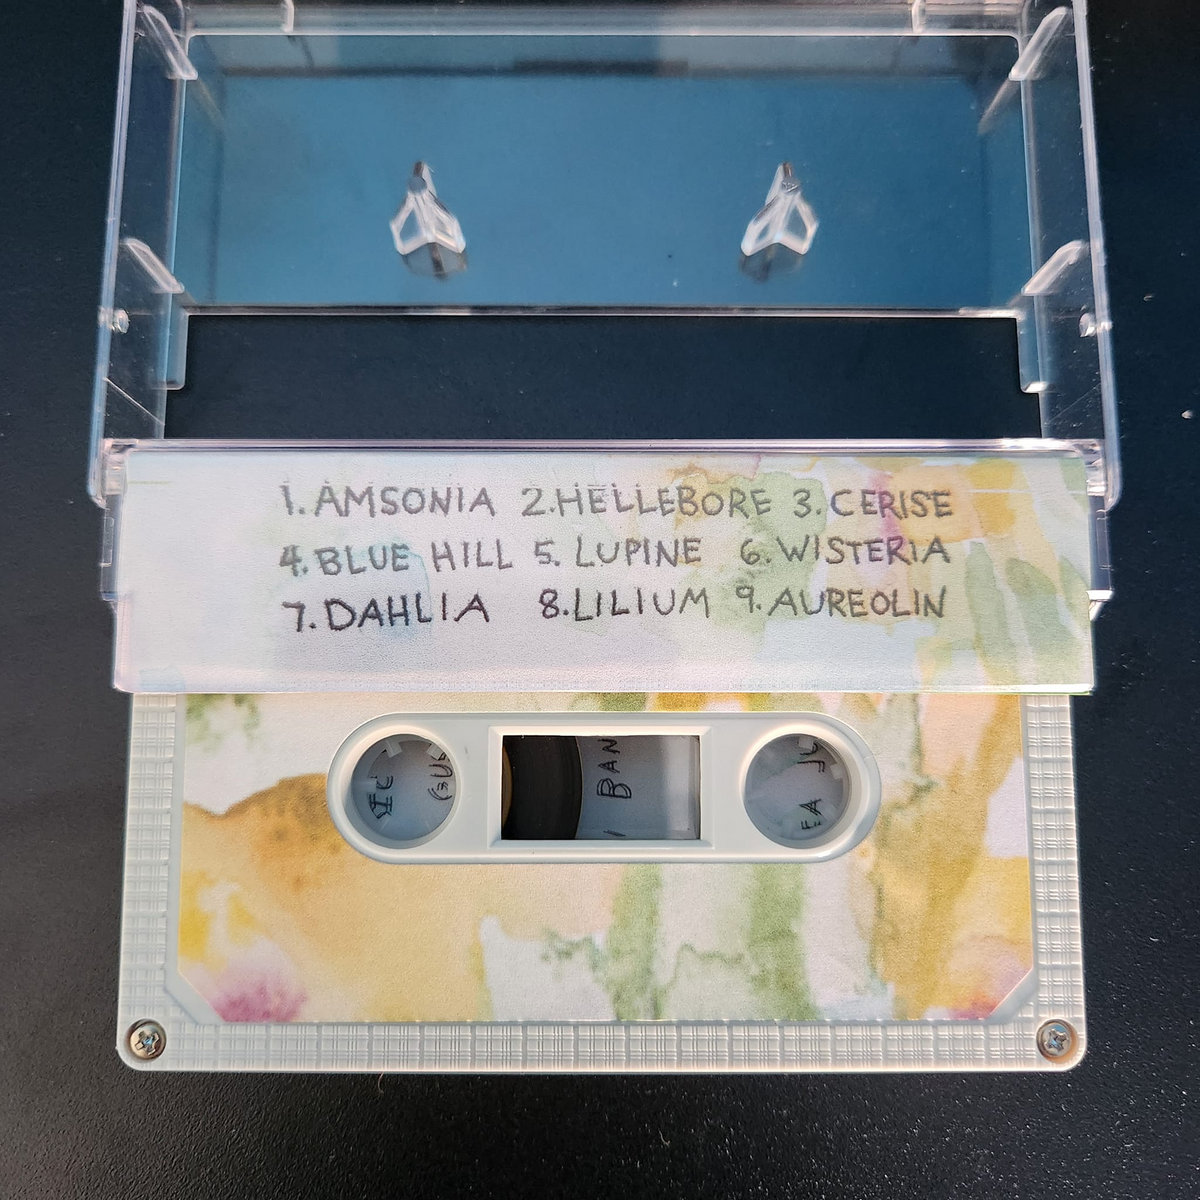 1. AMSONIA 2. HELLEBORE 3. CERISE
4. BLUE HILL 5. LUPINE 6. WISTERIA
7. DAHLIA 8. LILIUM 9. AUREOLIN
BAN